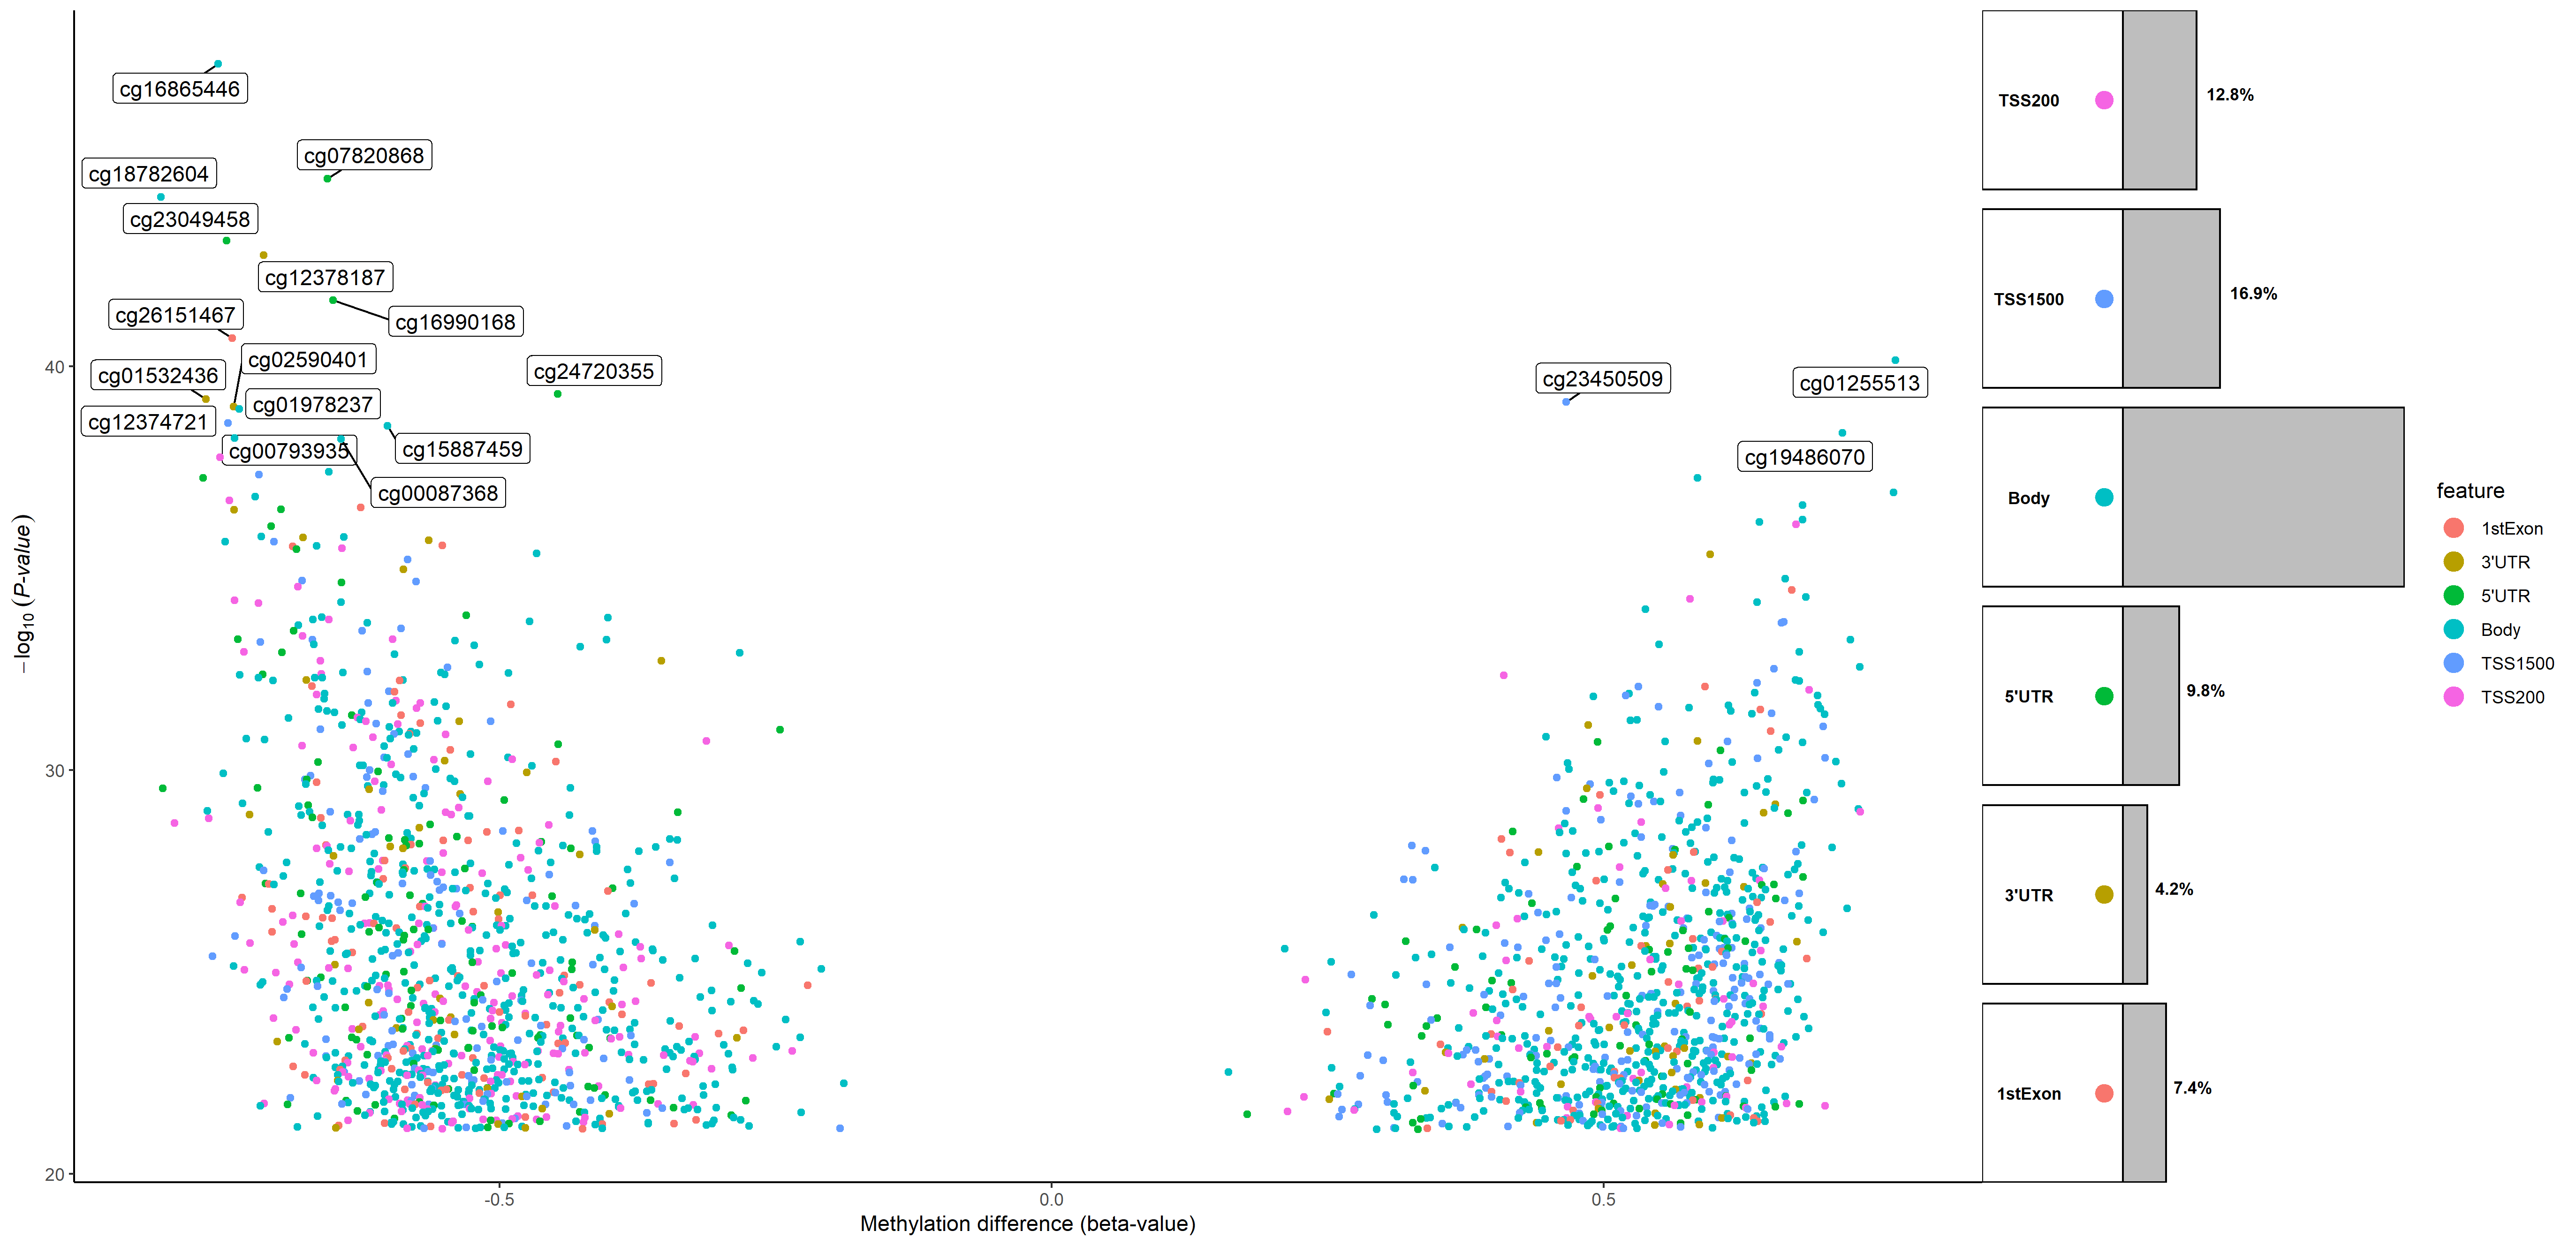 cg16865446
cg07820868
cg18782604
cg23049458
cg12378187
cg26151467
cg16990168
cg02590401
cg01532436
cg24720355
cg01978237
cg12374721
cg15887459
cg00793935
cg00087368
cg23450509
cg01255513
cg19486070
40
30
20
−log10 (P-value)
-0.5
0.0
0.5
Methylation difference (beta-value)
TSS200
12.8%
TSS1500
16.9%
Body
5'UTR
9.8%
3'UTR
4.2%
1stExon
7.4%
feature
1stExon
3'UTR
5'UTR
Body
TSS1500
TSS200